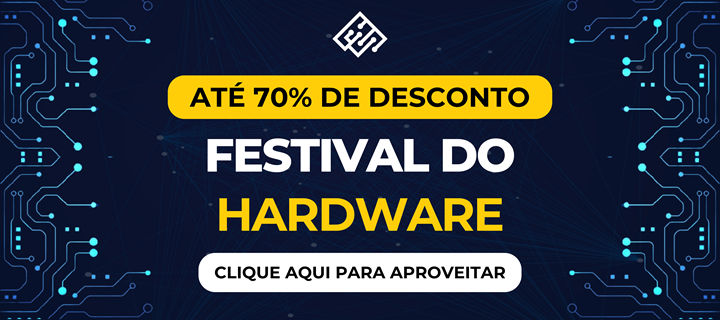 ATÉ 70% DE DESCONTO
FESTIVAL DO
HARDWARE
CLIQUE AQUI PARA APROVEITAR